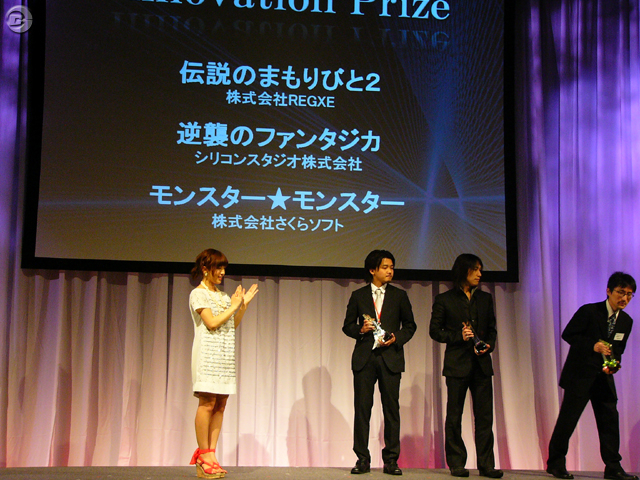 Innovation Prize
伝説のまもりびと2
株式会社REGXE
逆襲のファンタジカ
シリコンスタジオ株式会社
モンスター★モンスター
株式会社さくらソフト